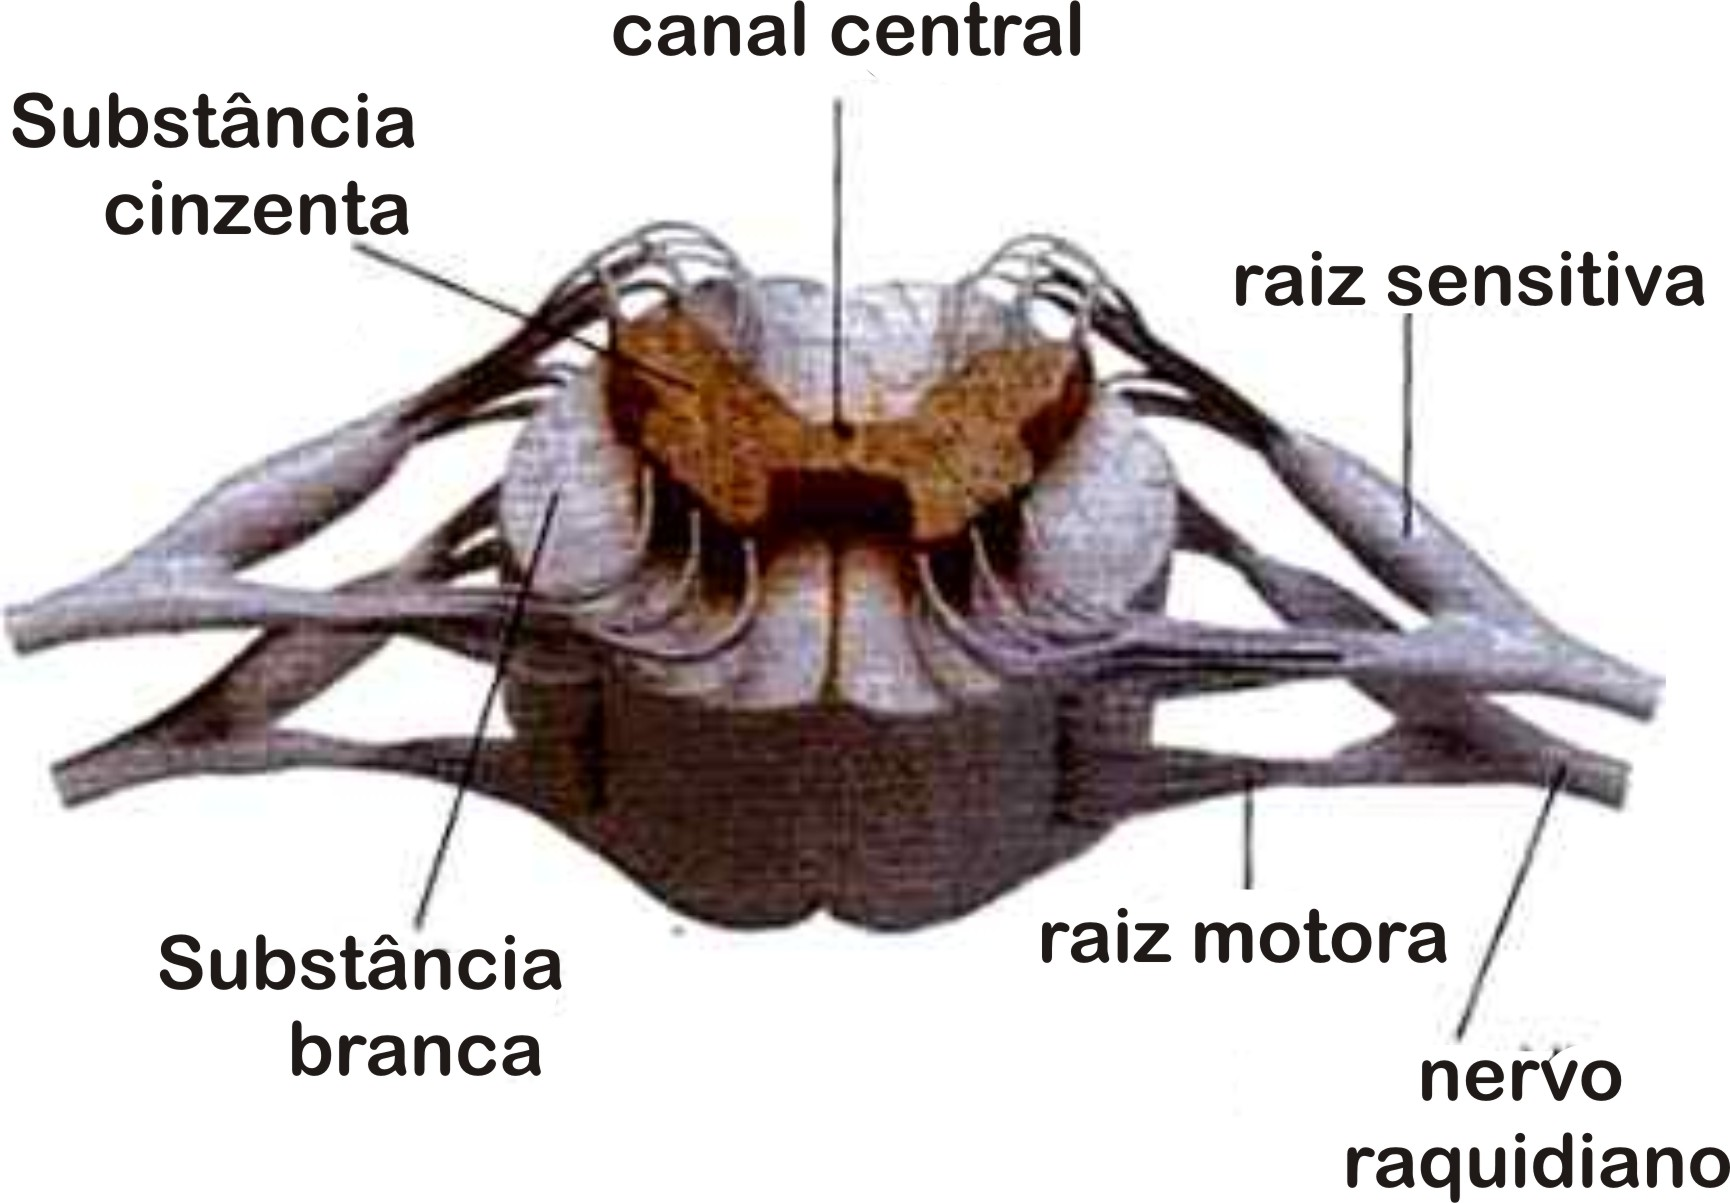 canal central
Substância
cinzenta
raiz sensitiva
Substância
branca
raiz motora
nervo
raquidiano